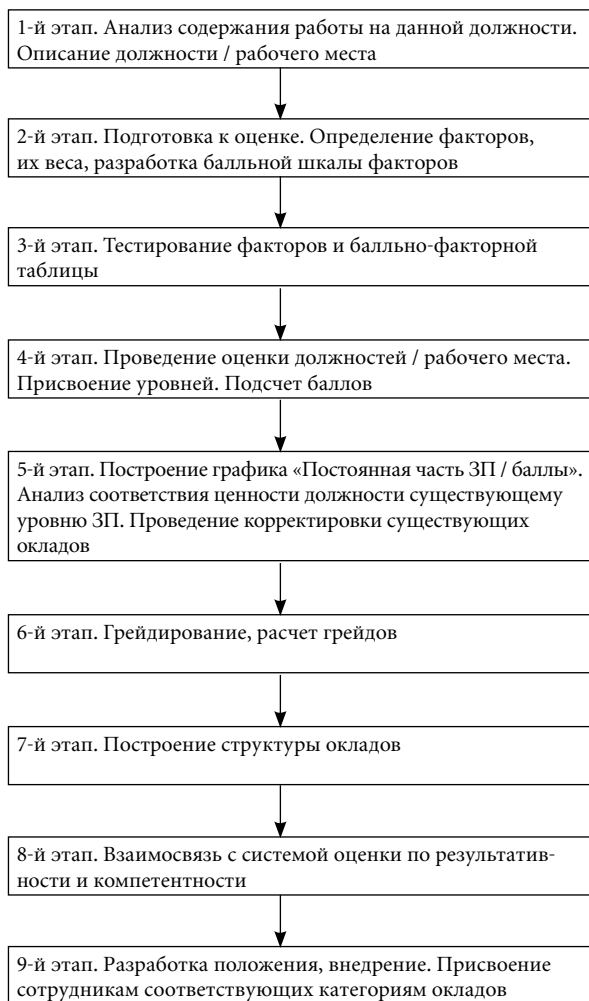 1-й этап. Анализ содержания работы на данной должности.
Описание должности / рабочего места
2-й этап. Подготовка к оценке. Определение факторов,
их веса, разработка балльной шкалы факторов
3-й этап. Тестирование факторов и балльно-факторной
таблицы
4-й этап. Проведение оценки должностей / рабочего места.
Присвоение уровней. Подсчет баллов
5-й этап. Построение графика «Постоянная часть ЗП / баллы».
Анализ соответствия ценности должности существующему
уровню ЗП. Проведение корректировки существующих
окладов
6-й этап. Грейдирование, расчет грейдов
7-й этап. Построение структуры окладов
8-й этап. Взаимосвязь с системой оценки по результатив-
ности и компетентности
9-й этап. Разработка положения, внедрение. Присвоение
сотрудникам соответствующих категориям окладов